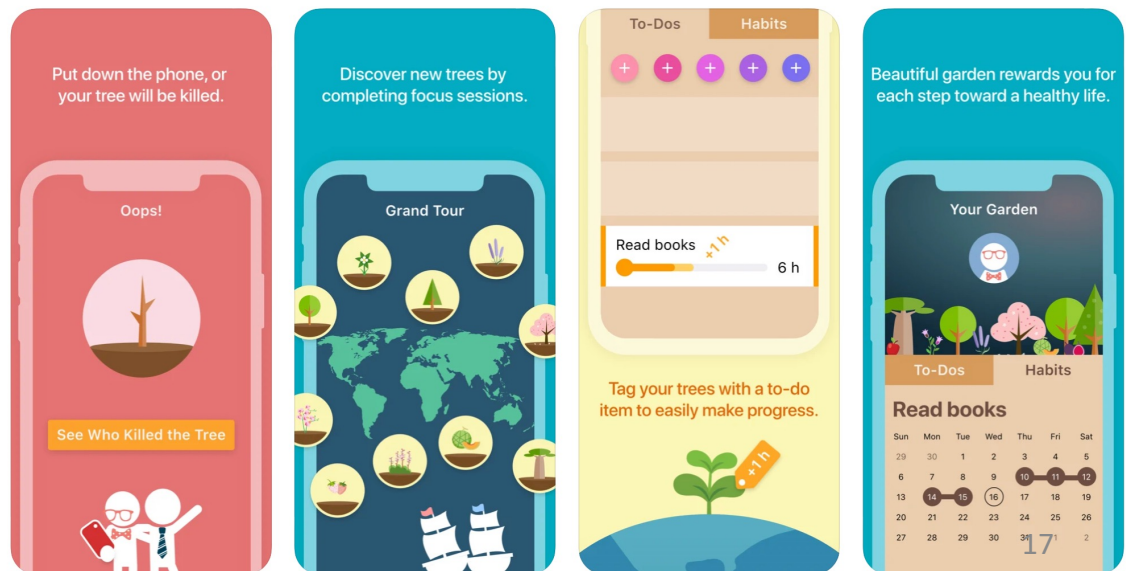 Put down the phone, or
your tree will be killed.
Oops!
See Who Killed the Tree
Discover new trees by
completing focus sessions.
Grand Tour
To-Dos Habits
+ + + + +
Read books +1 h
6 h
Tag your trees with a to-do
item to easily make progress.
+1 h
Beautiful garden rewards you for
each step toward a healthy life.
Your Garden
To-Dos Habits
Read books
Sun Mon Tue Wed Thu Fri Sat
29 30 1 2 3 4 5
6 7 8 9 10 11 12
13 14 15 16 17 18 19
20 21 22 23 24 25 26
27 28 29 30 2
17